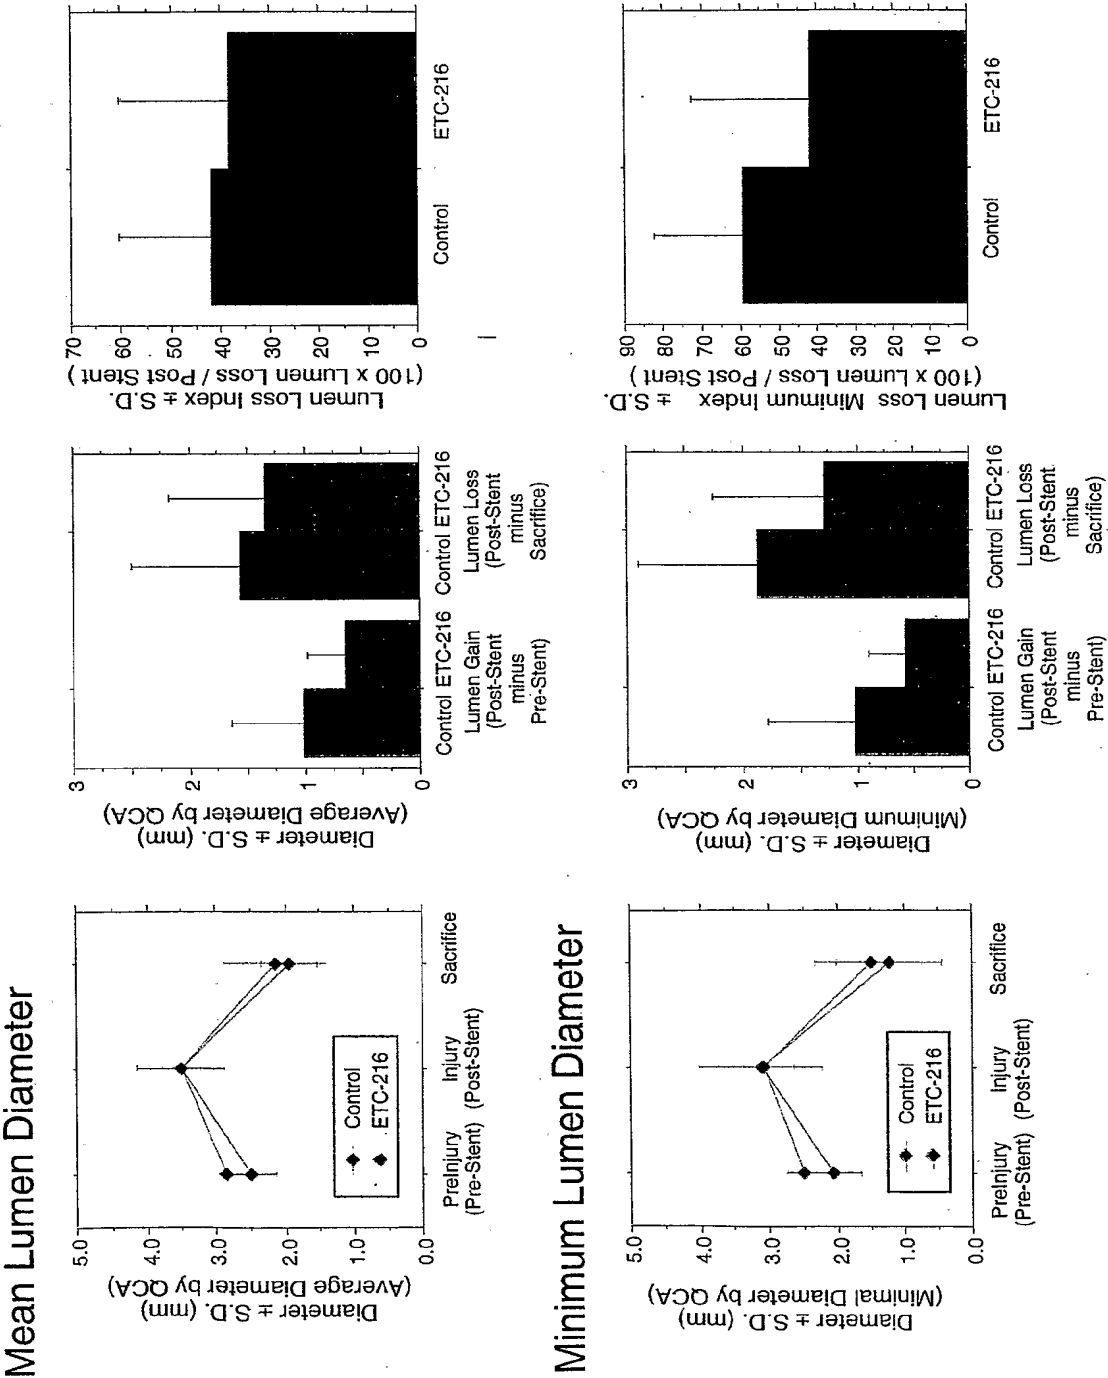 Mean Lumen Diameter
Diameter ± S.D. (mm)
(Average Diameter by QCA)
5.0
4.0
3.0
2.0
1.0
0.0
Control
ETC-216
PreInjury
(Pre-Stent)
Injury
(Post-Stent)
Sacrifice
Diameter ± S.D. (mm)
(Average Diameter by QCA)
3
2
1
0
Control ETC-216
Lumen Gain
(Post-Stent
minus
Pre-Stent)
Control ETC-216
Lumen Loss
(Post-Stent
minus
Sacrifice)
Lumen Loss Index ± S.D.
(100 x Lumen Loss / Post Stent )
70
60
50
40
30
20
10
0
Control
ETC-216
Minimum Lumen Diameter
Diameter ± S.D. (mm)
(Minimal Diameter by QCA)
5.0
4.0
3.0
2.0
1.0
0.0
Control
ETC-216
PreInjury
(Pre-Stent)
Injury
(Post-Stent)
Sacrifice
Diameter ± S.D. (mm)
(Minimum Diameter by QCA)
3
2
1
0
Control ETC-216
Lumen Gain
(Post-Stent
minus
Pre-Stent)
Control ETC-216
Lumen Loss
(Post-Stent
minus
Sacrifice)
Lumen Loss Minimum Index ± S.D.
(100 x Lumen Loss / Post Stent )
90
80
70
60
50
40
30
20
10
0
Control
ETC-216